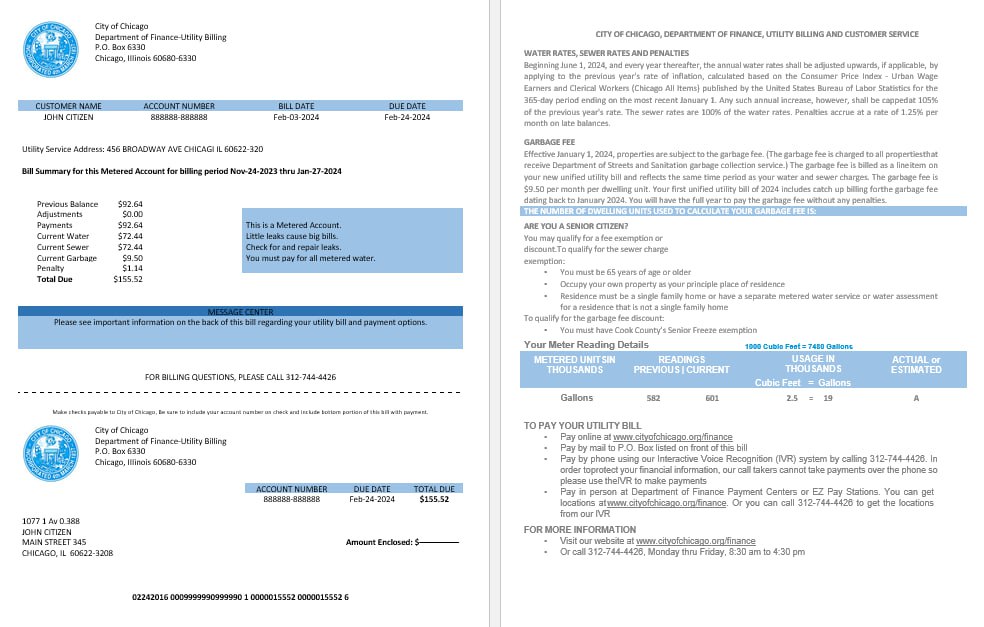 City of Chicago
Department of Finance-Utility Billing
P.O. Box 6330
Chicago, Illinois 60680-6330
CUSTOMER NAME ACCOUNT NUMBER BILL DATE DUE DATE
JOHN CITIZEN 888888-888888 Feb-03-2024 Feb-24-2024
Utility Service Address: 456 BROADWAY AVE CHICAGI IL 60622-320
Bill Summary for this Metered Account for billing period Nov-24-2023 thru Jan-27-2024
Previous Balance $92.64
Adjustments $0.00
Payments $92.64
Current Water $72.44
Current Sewer $72.44
Current Garbage $9.50
Penalty $1.14
Total Due $155.52
This is a Metered Account.
Little leaks cause big bills.
Check for and repair leaks.
You must pay for all metered water.
MESSAGE CENTER
Please see important information on the back of this bill regarding your utility bill and payment options.
FOR BILLING QUESTIONS, PLEASE CALL 312-744-4426
Make checks payable to City of Chicago, Be sure to include your account number on check and include bottom portion of this bill with payment.
City of Chicago
Department of Finance-Utility Billing
P.O. Box 6330
Chicago, Illinois 60680-6330
ACCOUNT NUMBER DUE DATE TOTAL DUE
888888-888888 Feb-24-2024 $155.52
1077 1 Av 0.388
JOHN CITIZEN
MAIN STREET 345
CHICAGO, IL 60622-3208
Amount Enclosed: $
02242016 0009999990999990 1 0000015552 0000015552 6
CITY OF CHICAGO, DEPARTMENT OF FINANCE, UTILITY BILLING AND CUSTOMER SERVICE
WATER RATES, SEWER RATES AND PENALTIES
Beginning June 1, 2024, and every year thereafter, the annual water rates shall be adjusted upwards, if applicable, by
applying to the previous year's rate of inflation, calculated based on the Consumer Price Index - Urban Wage
Earners and Clerical Workers (Chicago All Items) published by the United States Bureau of Labor Statistics for the
365-day period ending on the most recent January 1. Any such annual increase, however, shall be cappedat 105%
of the previous year's rate. The sewer rates are 100% of the water rates. Penalties accrue at a rate of 1.25% per
month on late balances.
GARBAGE FEE
Effective January 1, 2024, properties are subject to the garbage fee. (The garbage fee is charged to all propertiesthat
receive Department of Streets and Sanitation garbage collection service.) The garbage fee is billed as a lineitem on
your new unified utility bill and reflects the same time period as your water and sewer charges. The garbage fee is
$9.50 per month per dwelling unit. Your first unified utility bill of 2024 includes catch up billing forthe garbage fee
dating back to January 2024. You will have the full year to pay the garbage fee without any penalties.
THE NUMBER OF DWELLING UNITS USED TO CALCULATE YOUR GARBAGE FEE IS:
ARE YOU A SENIOR CITIZEN?
You may qualify for a fee exemption or
discount.To qualify for the sewer charge
exemption:
• You must be 65 years of age or older
• Occupy your own property as your principle place of residence
• Residence must be a single family home or have a separate metered water service or water assessment
for a residence that is not a single family home
To qualify for the garbage fee discount:
• You must have Cook County's Senior Freeze exemption
Your Meter Reading Details 1000 Cubic Feet = 7480 Gallons
METERED UNITSIN READINGS USAGE IN ACTUAL or
THOUSANDS PREVIOUS | CURRENT THOUSANDS ESTIMATED
Cubic Feet = Gallons
Gallons 582 601 2.5 = 19 A
TO PAY YOUR UTILITY BILL
• Pay online at www.cityofchicago.org/finance
• Pay by mail to P.O. Box listed on front of this bill
• Pay by phone using our Interactive Voice Recognition (IVR) system by calling 312-744-4426. In
order toprotect your financial information, our call takers cannot take payments over the phone so
please use theIVR to make payments
• Pay in person at Department of Finance Payment Centers or EZ Pay Stations. You can get
locations atwww.cityofchicago.org/finance. Or you can call 312-744-4426 to get the locations
from our IVR
FOR MORE INFORMATION
• Visit our website at www.cityofchicago.org/finance
• Or call 312-744-4426, Monday thru Friday, 8:30 am to 4:30 pm